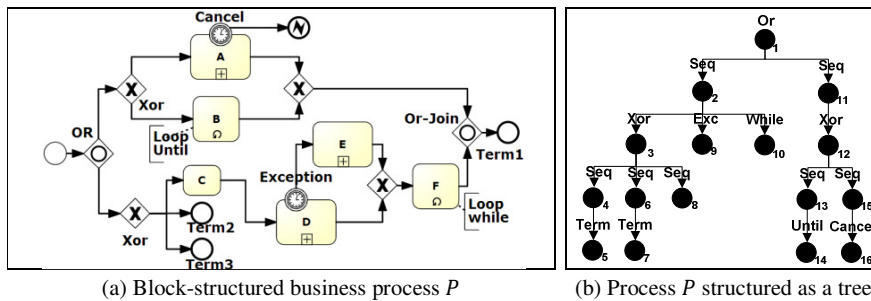 Cancel
A
X
X
Xor
B
Loop
Until
OR
Or-Join
Term1
E
Exception
C
X
F
X
Term2
D
Loop
while
Xor
Term3
(a) Block-structured business process P
Or
1
Seq
Seq
2
11
Xor
Exc
While
Xor
3
9
10
12
Seq
Seq
Seq
Seq
Seq
4
6
8
13
15
Term
Term
Until
Cancel
5
7
14
16
(b) Process P structured as a tree